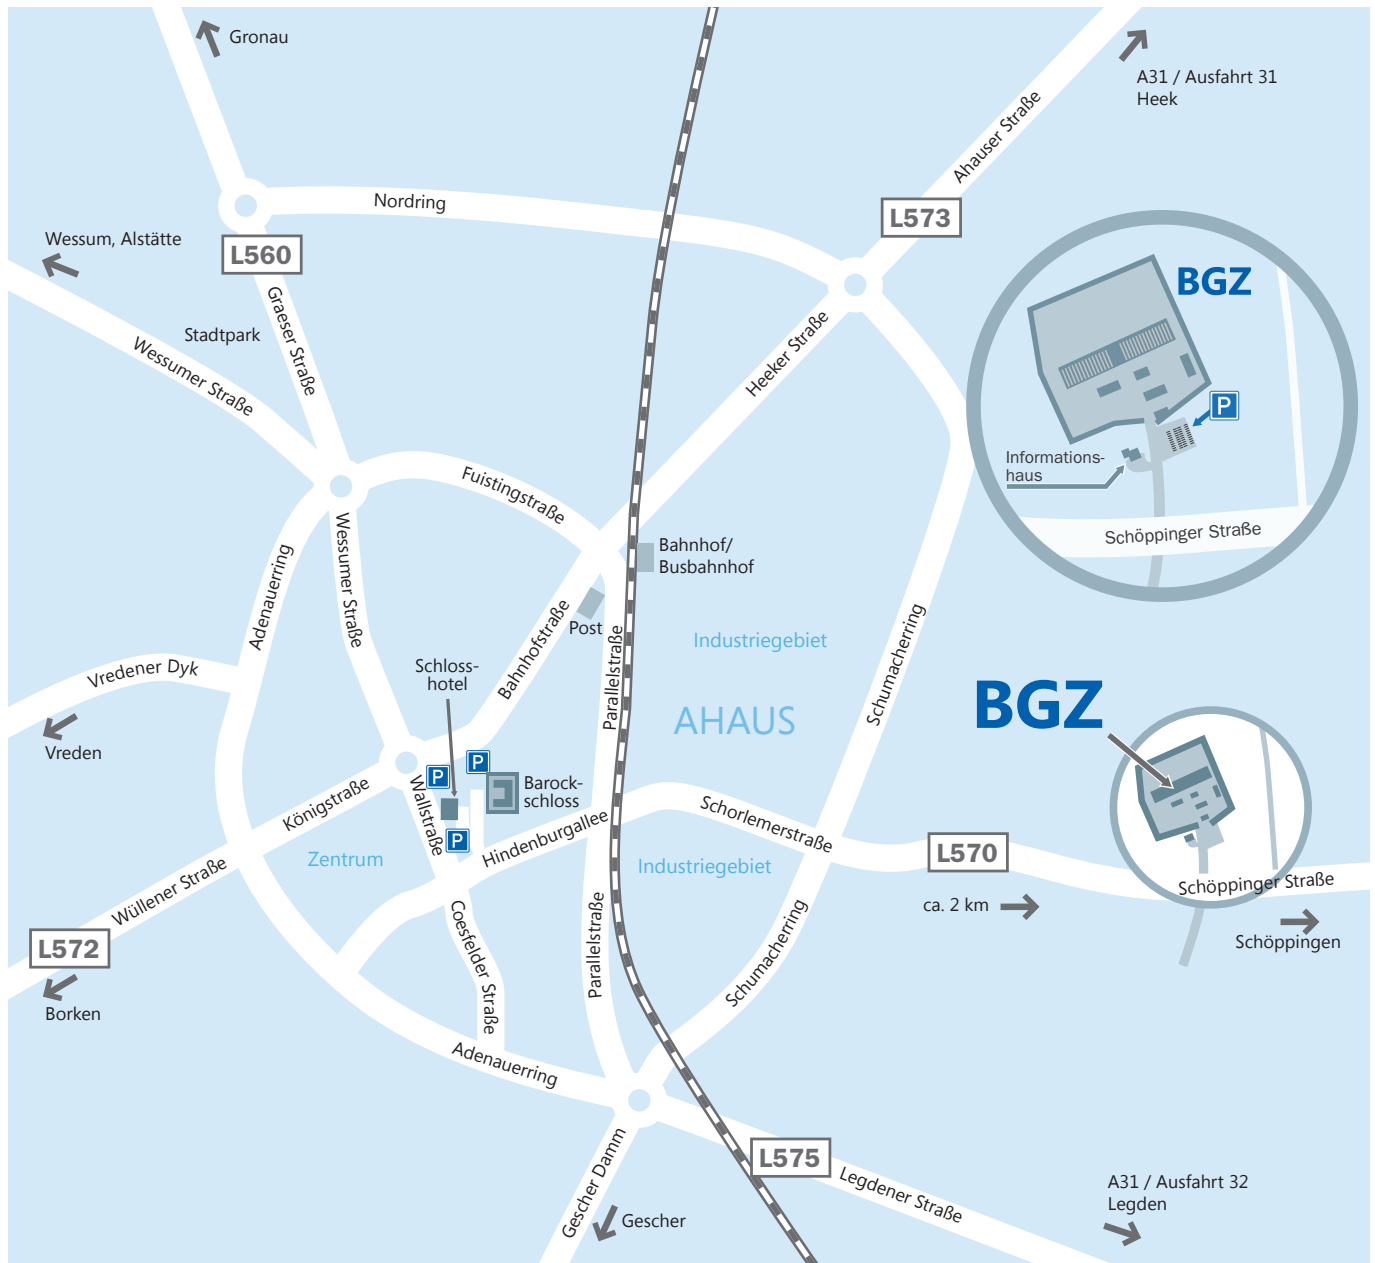 Gronau
A31 / Ausfahrt 31
Heek
Ahauser Straße
Nordring
L573
Wessum, Alstätte
L560
BGZ
Graeser Straße
Stadtpark
Wessumer Straße
Heeker Straße
P
Informations-
haus
Schöppinger Straße
Fuistingstraße
Wessumer Straße
Adenauerring
Bahnhof/
Busbahnhof
Post
Bahnhofstraße
Parallelstraße
Industriegebiet
Schumacherring
Vredener Dyk
Schloss-
hotel
BGZ
AHAUS
Vreden
P
P
Barock-
schloss
Königstraße
Wallstraße
P
Hindenburgallee
Schorlemerstraße
L570
Zentrum
Industriegebiet
Schöppinger Straße
Wüllener Straße
ca. 2 km
Schöppingen
L572
Coesfelder Straße
Parallelstraße
Schumacherring
Borken
Adenauerring
L575
Gescher Damm
Legdener Straße
A31 / Ausfahrt 32
Legden
Gescher